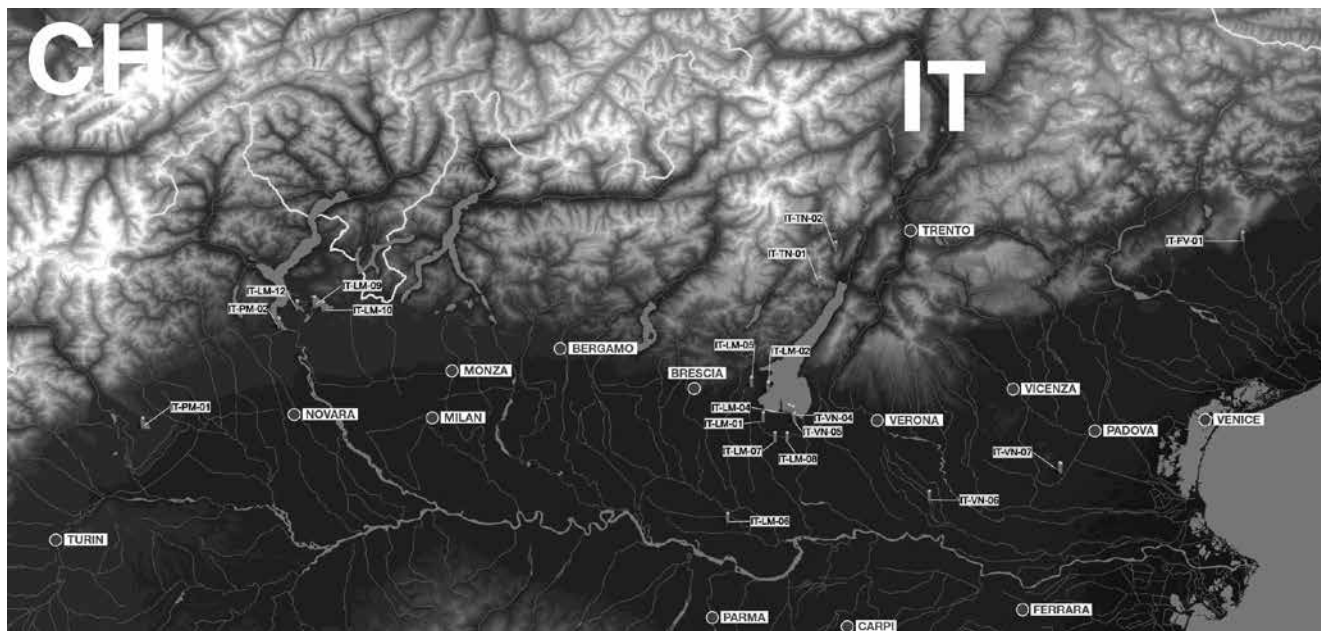 CH
IT
IT-TN-02
TRENTO
IT-FV-01
IT-TN-01
IT-LM-12
IT-LM-09
IT-PM-02
IT-LM-10
BERGAMO
IT-LM-05
IT-LM-02
MONZA
BRESCIA
VICENZA
IT-PM-01
NOVARA
MILAN
IT-LM-04
IT-VN-04
IT-LM-01
VERONA
VENICE
IT-VN-05
PADOVA
IT-LM-07
IT-LM-08
IT-VN-07
IT-VN-06
IT-LM-06
TURIN
PARMA
CARPI
FERRARA